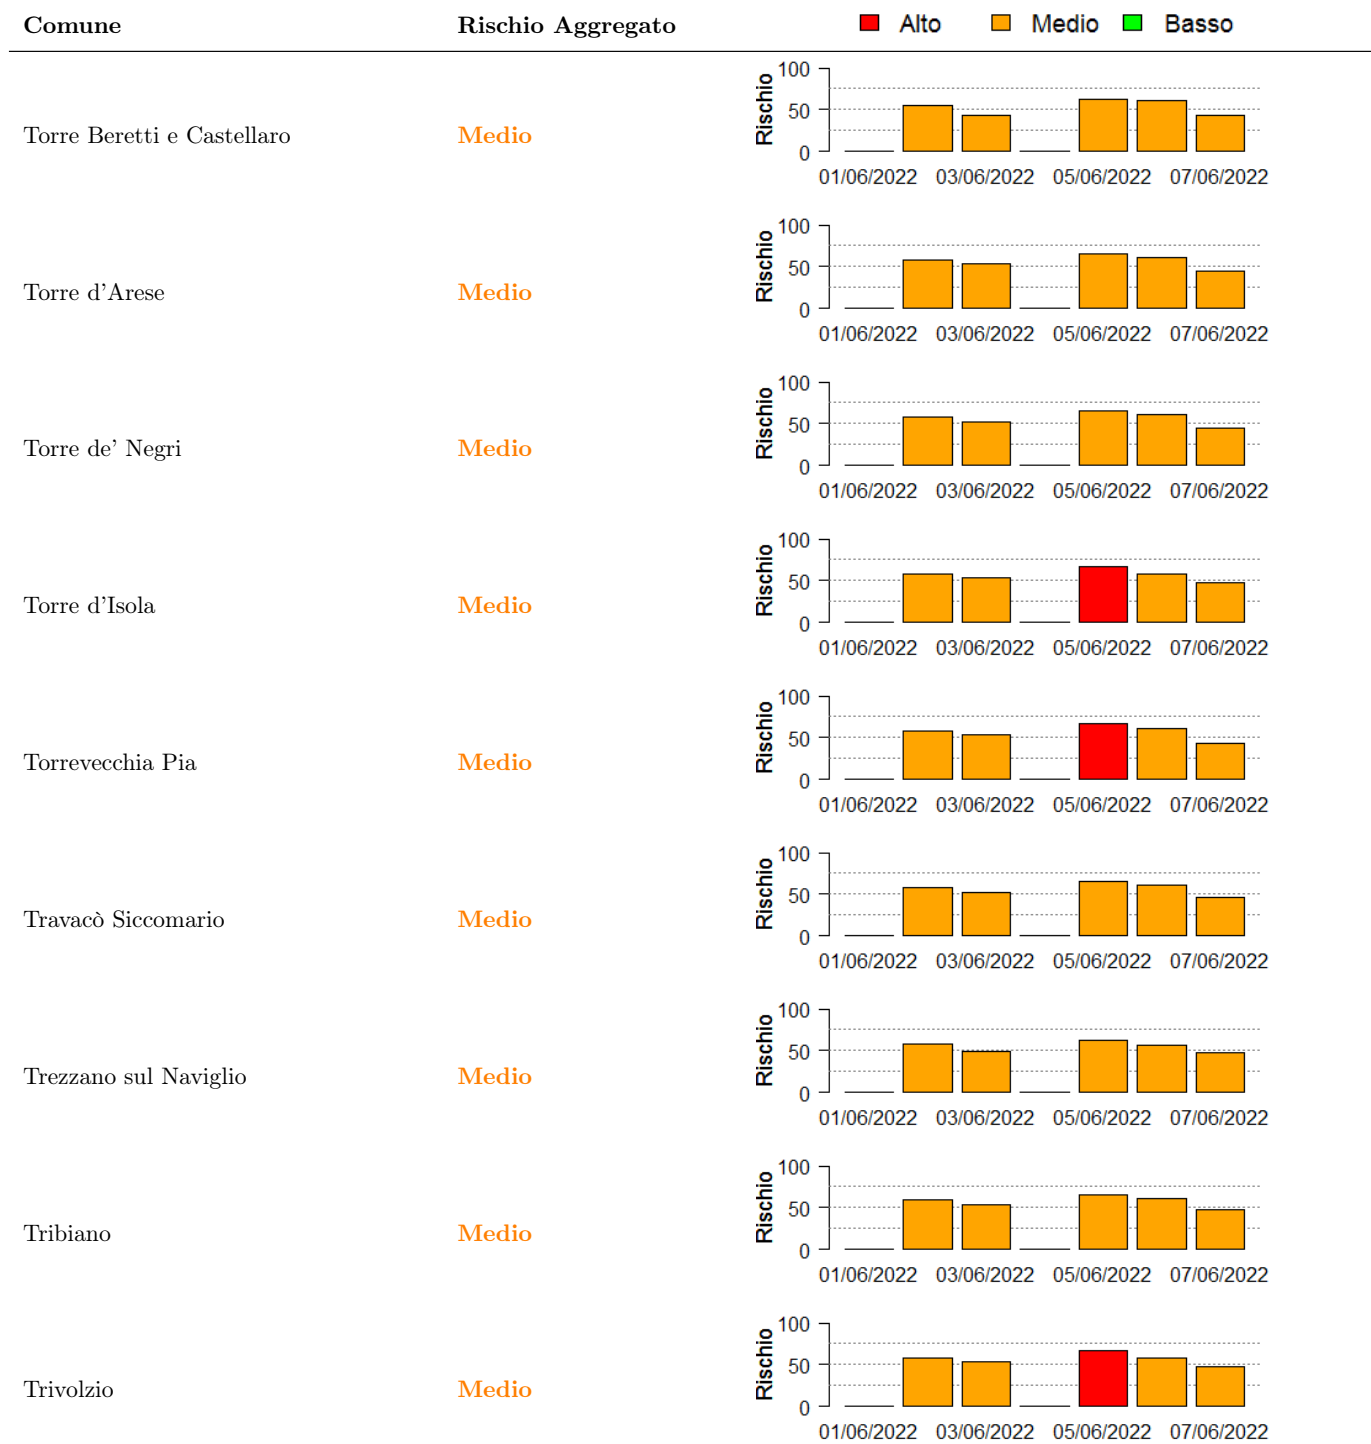 Comune Rischio Aggregato Alto Medio Basso
Torre Beretti e Castellaro Medio
Rischio
100
50
0
01/06/2022 03/06/2022 05/06/2022 07/06/2022
Torre d'Arese Medio
Rischio
100
50
0
01/06/2022 03/06/2022 05/06/2022 07/06/2022
Torre de' Negri Medio
Rischio
100
50
0
01/06/2022 03/06/2022 05/06/2022 07/06/2022
Torre d'Isola Medio
Rischio
100
50
0
01/06/2022 03/06/2022 05/06/2022 07/06/2022
Torrevecchia Pia Medio
Rischio
100
50
0
01/06/2022 03/06/2022 05/06/2022 07/06/2022
Travacò Siccomario Medio
Rischio
100
50
0
01/06/2022 03/06/2022 05/06/2022 07/06/2022
Trezzano sul Naviglio Medio
Rischio
100
50
0
01/06/2022 03/06/2022 05/06/2022 07/06/2022
Tribiano Medio
Rischio
100
50
0
01/06/2022 03/06/2022 05/06/2022 07/06/2022
Trivolzio Medio
Rischio
100
50
0
01/06/2022 03/06/2022 05/06/2022 07/06/2022